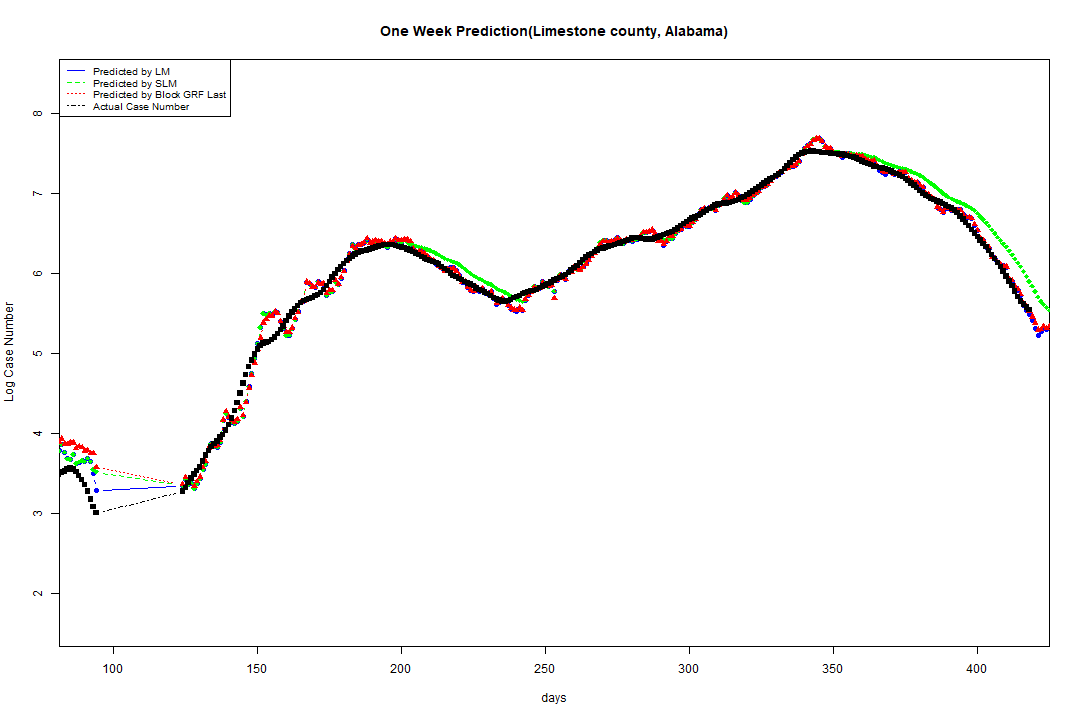 One Week Prediction(Limestone county, Alabama)
Predicted by LM
Predicted by SLM
Predicted by Block GRF Last
Actual Case Number
Log Case Number
8
7
6
5
4
3
2
100 150 200 250 300 350 400
days